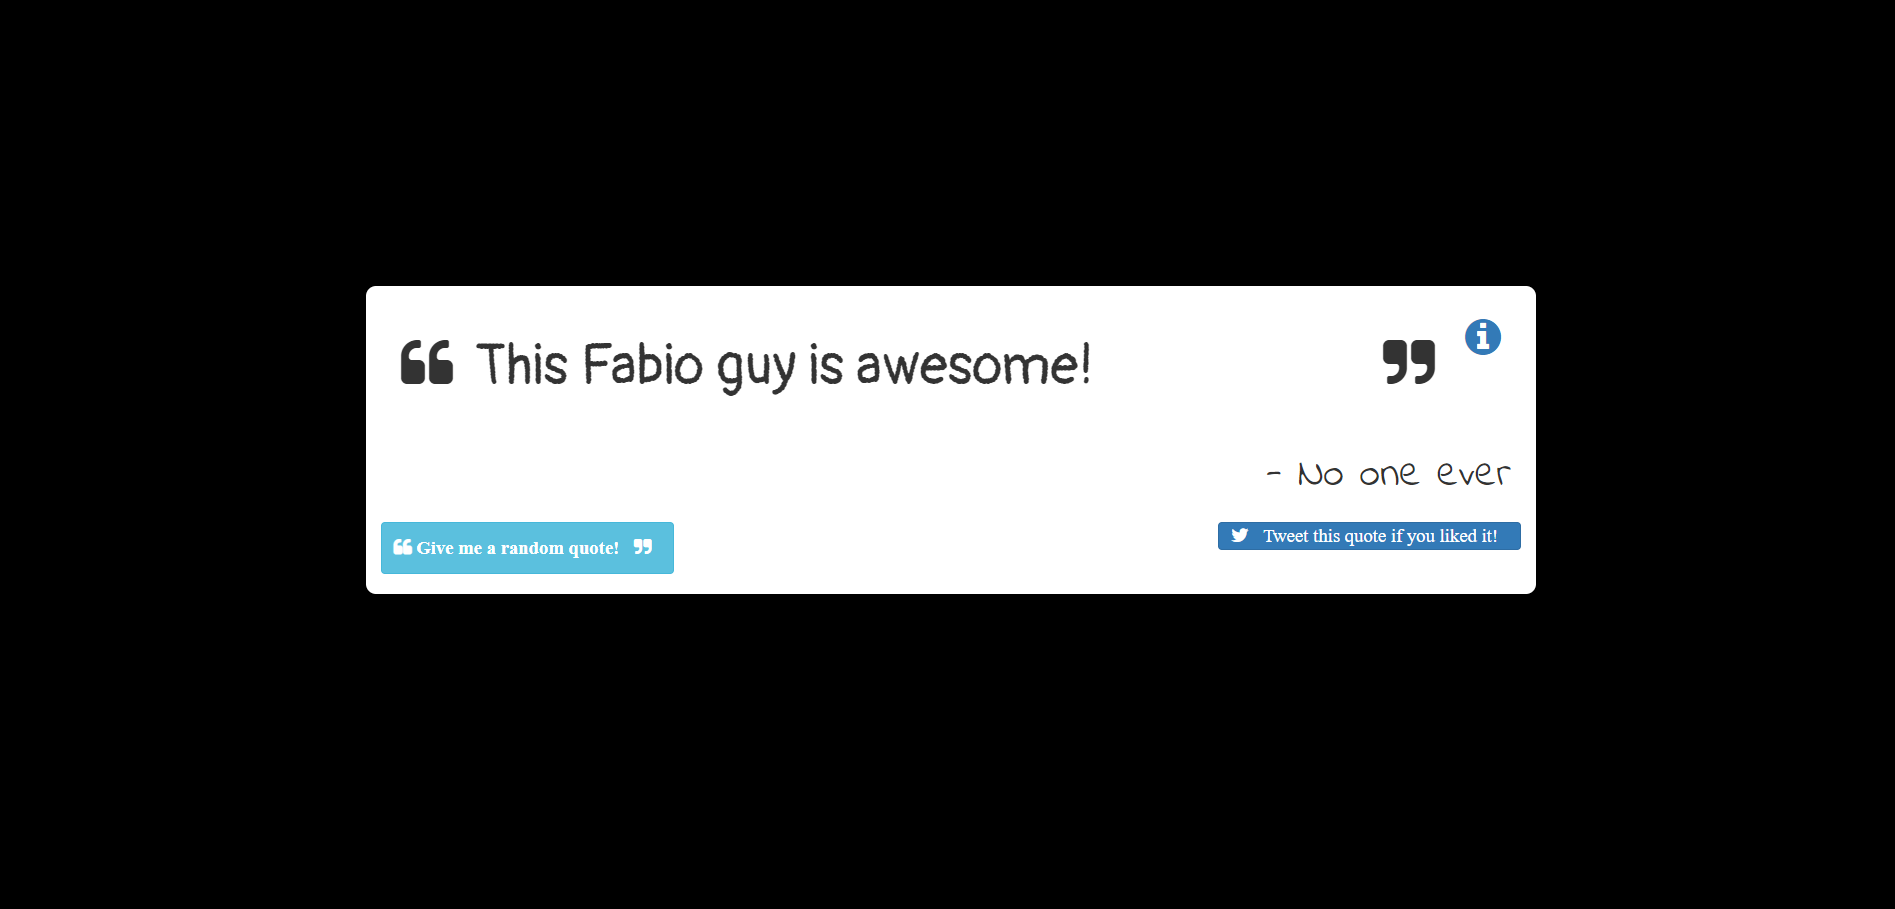 This Fabio guy is awesome!
- No one ever
Give me a random quote!
Tweet this quote if you liked it!